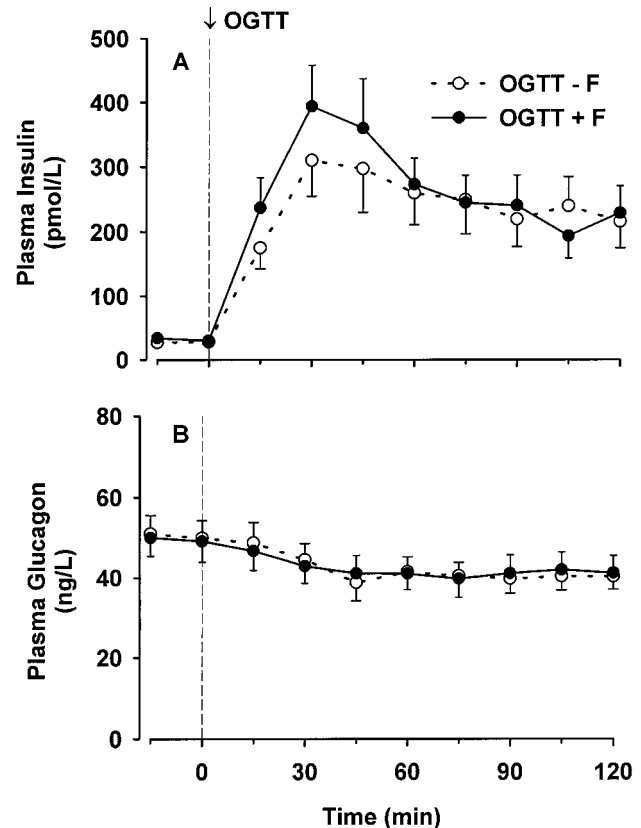 ↓ OGTT
A
500
400
300
200
100
0
Plasma Insulin
(pmol/L)
OGTT - F
OGTT + F
B
80
60
40
20
0
Plasma Glucagon
(ng/L)
0 30 60 90 120
Time (min)